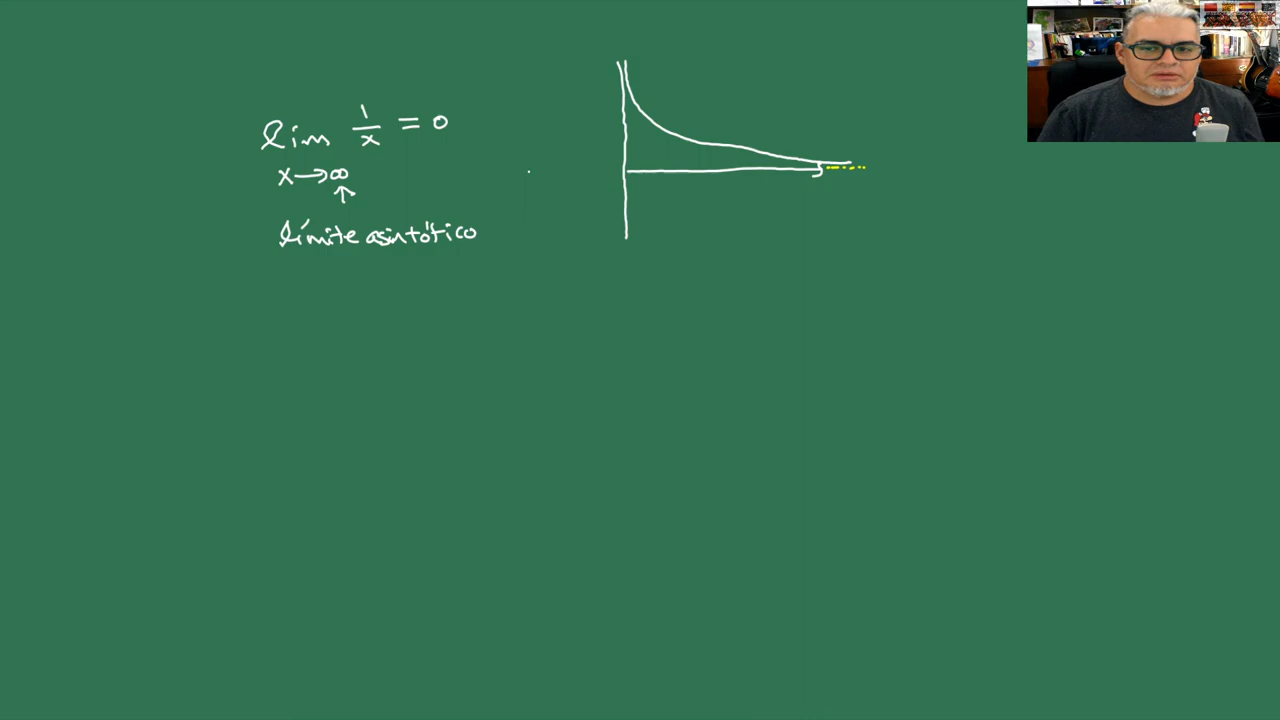 lim 1/x = 0
x→∞
↑
límite asintótico